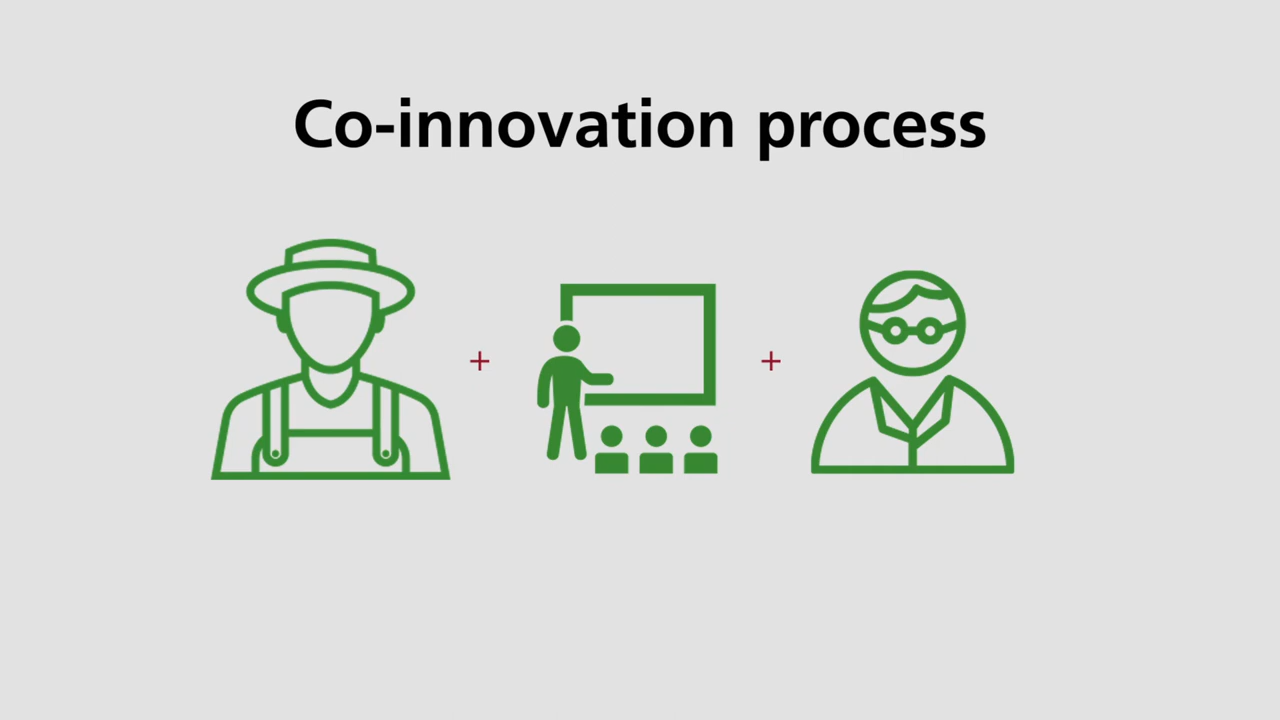 Co-innovation process
+ +